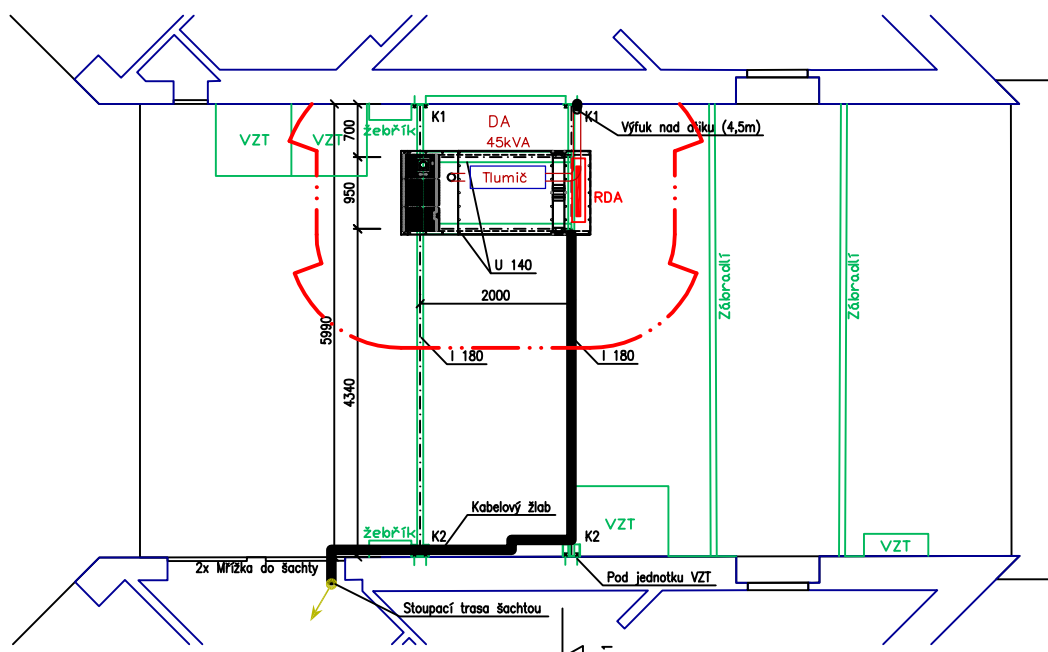 K1
K1
DA
45kVA
Výfuk nad atiku (4,5m)
žebřík
VZT
VZT
700
Tlumič
RDA
950
U 140
Zábradlí
Zábradlí
2000
5990
I 180
I 180
4340
Kabelový žlab
žebřík
K2
K2
VZT
VZT
2x Mřížka do šachty
Pod jednotku VZT
Stoupací trasa šachtou